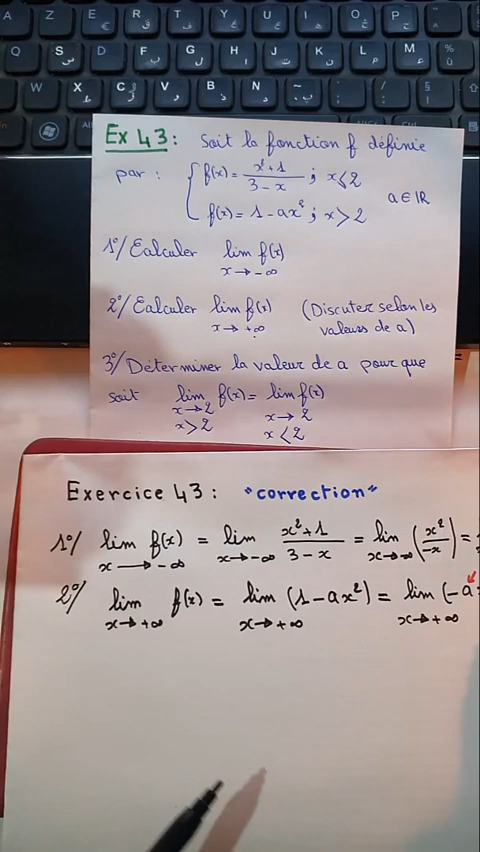 A Z E R T Y U I O P
Q S D F G H J K L M %
W X C V B N ?
Ex 43 : Soit la fonction f définie
par : { f(x) = x²+1 / 3-x ; x⩽2
f(x) = 1-ax² ; x>2 a∈IR
1°/ Calculer lim f(x) x→-∞
2°/ Calculer lim f(x) x→+∞ (Discuter selon les
valeurs de a)
3°/ Déterminer la valeur de a pour que
soit lim f(x) = lim f(x)
x→2 x→2
x>2 x<2
Exercice 43 : "correction"
1°/ lim f(x) = lim x²+1 / 3-x = lim (x²/-x) =
x→-∞ x→-∞ x→-∞
2°/ lim f(x) = lim (1-ax²) = lim (-a
x→+∞ x→+∞ x→+∞